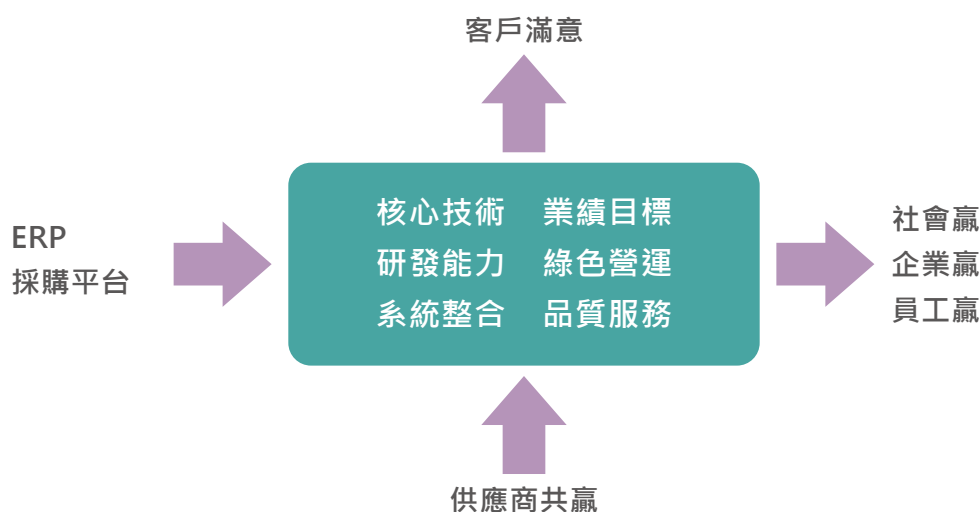 客戶滿意
ERP
採購平台
核心技術 業績目標
研發能力 綠色營運
系統整合 品質服務
社會贏
企業贏
員工贏
供應商共贏